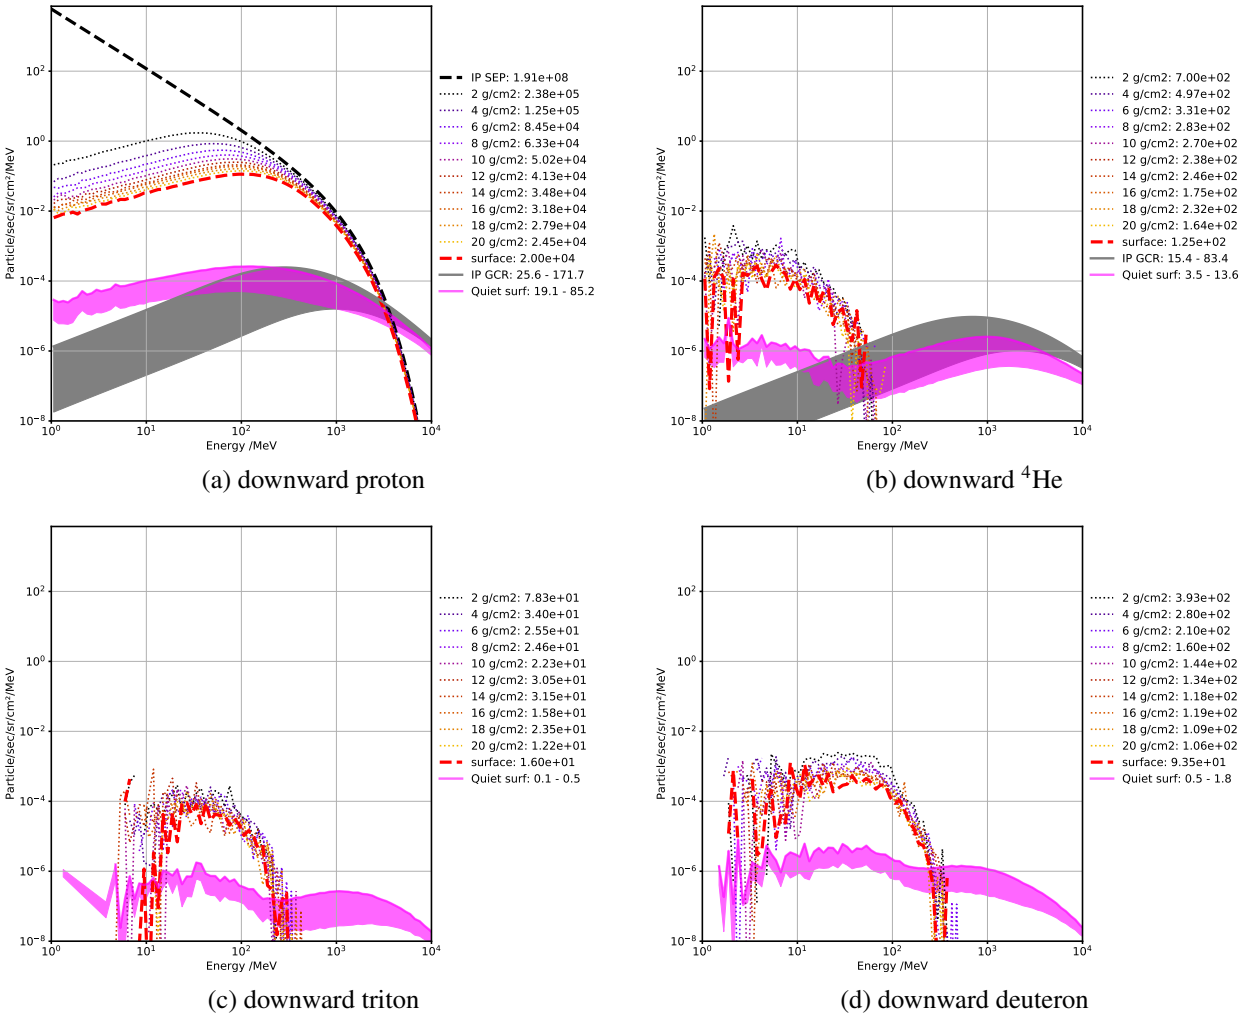 10²
10⁰
10⁻²
10⁻⁴
10⁻⁶
10⁻⁸
Particle/sec/sr/cm²/MeV
10⁰ 10¹ 10² 10³ 10⁴
Energy /MeV
IP SEP: 1.91e+08
2 g/cm2: 2.38e+05
4 g/cm2: 1.25e+05
6 g/cm2: 8.45e+04
8 g/cm2: 6.33e+04
10 g/cm2: 5.02e+04
12 g/cm2: 4.13e+04
14 g/cm2: 3.48e+04
16 g/cm2: 3.18e+04
18 g/cm2: 2.79e+04
20 g/cm2: 2.45e+04
surface: 2.00e+04
IP GCR: 25.6 - 171.7
Quiet surf: 19.1 - 85.2
(a) downward proton
10²
10⁰
10⁻²
10⁻⁴
10⁻⁶
10⁻⁸
Particle/sec/sr/cm²/MeV
10⁰ 10¹ 10² 10³ 10⁴
Energy /MeV
2 g/cm2: 7.00e+02
4 g/cm2: 4.97e+02
6 g/cm2: 3.31e+02
8 g/cm2: 2.83e+02
10 g/cm2: 2.70e+02
12 g/cm2: 2.38e+02
14 g/cm2: 2.46e+02
16 g/cm2: 1.75e+02
18 g/cm2: 2.32e+02
20 g/cm2: 1.64e+02
surface: 1.25e+02
IP GCR: 15.4 - 83.4
Quiet surf: 3.5 - 13.6
(b) downward ⁴He
10²
10⁰
10⁻²
10⁻⁴
10⁻⁶
10⁻⁸
Particle/sec/sr/cm²/MeV
10⁰ 10¹ 10² 10³ 10⁴
Energy /MeV
2 g/cm2: 7.83e+01
4 g/cm2: 3.40e+01
6 g/cm2: 2.55e+01
8 g/cm2: 2.46e+01
10 g/cm2: 2.23e+01
12 g/cm2: 3.05e+01
14 g/cm2: 3.15e+01
16 g/cm2: 1.58e+01
18 g/cm2: 2.35e+01
20 g/cm2: 1.22e+01
surface: 1.60e+01
Quiet surf: 0.1 - 0.5
(c) downward triton
10²
10⁰
10⁻²
10⁻⁴
10⁻⁶
10⁻⁸
Particle/sec/sr/cm²/MeV
10⁰ 10¹ 10² 10³ 10⁴
Energy /MeV
2 g/cm2: 3.93e+02
4 g/cm2: 2.80e+02
6 g/cm2: 2.10e+02
8 g/cm2: 1.60e+02
10 g/cm2: 1.44e+02
12 g/cm2: 1.34e+02
14 g/cm2: 1.18e+02
16 g/cm2: 1.19e+02
18 g/cm2: 1.09e+02
20 g/cm2: 1.06e+02
surface: 9.35e+01
Quiet surf: 0.5 - 1.8
(d) downward deuteron